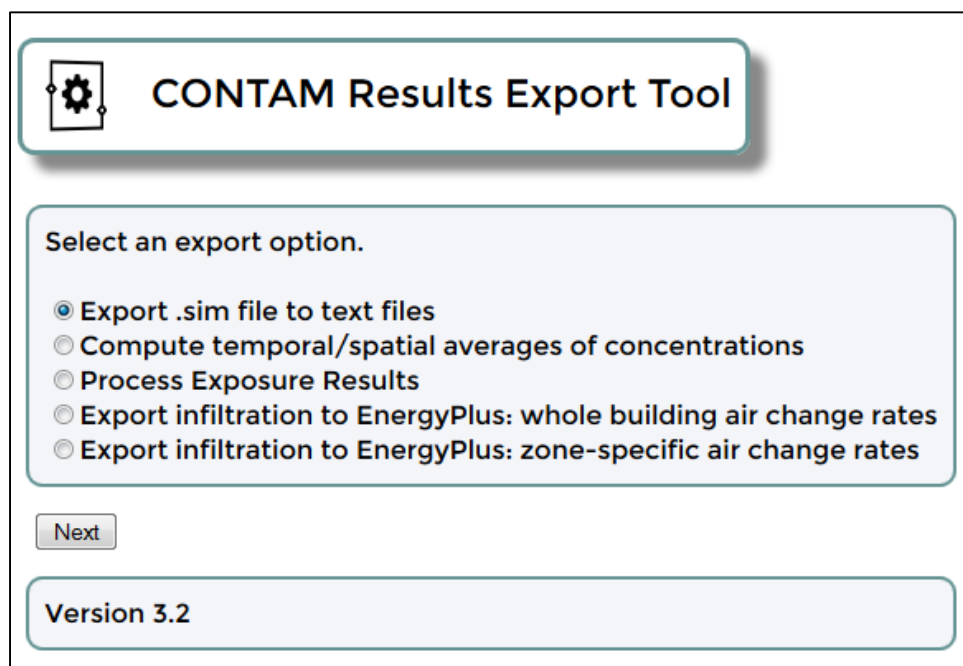 CONTAM Results Export Tool
Select an export option.
Export .sim file to text files
Compute temporal/spatial averages of concentrations
Process Exposure Results
Export infiltration to EnergyPlus: whole building air change rates
Export infiltration to EnergyPlus: zone-specific air change rates
Next
Version 3.2